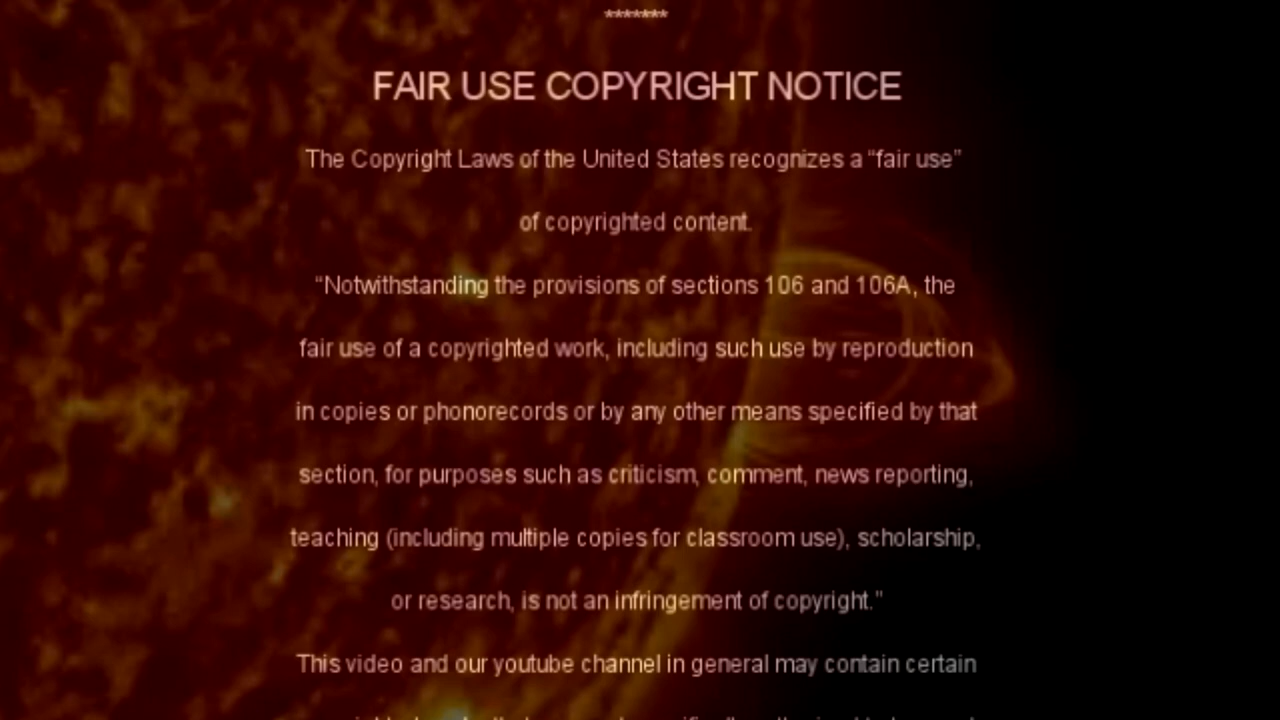 *******
FAIR USE COPYRIGHT NOTICE
The Copyright Laws of the United States recognizes a “fair use”
of copyrighted content.
“Notwithstanding the provisions of sections 106 and 106A, the
fair use of a copyrighted work, including such use by reproduction
in copies or phonorecords or by any other means specified by that
section, for purposes such as criticism, comment, news reporting,
teaching (including multiple copies for classroom use), scholarship,
or research, is not an infringement of copyright.”
This video and our youtube channel in general may contain certain